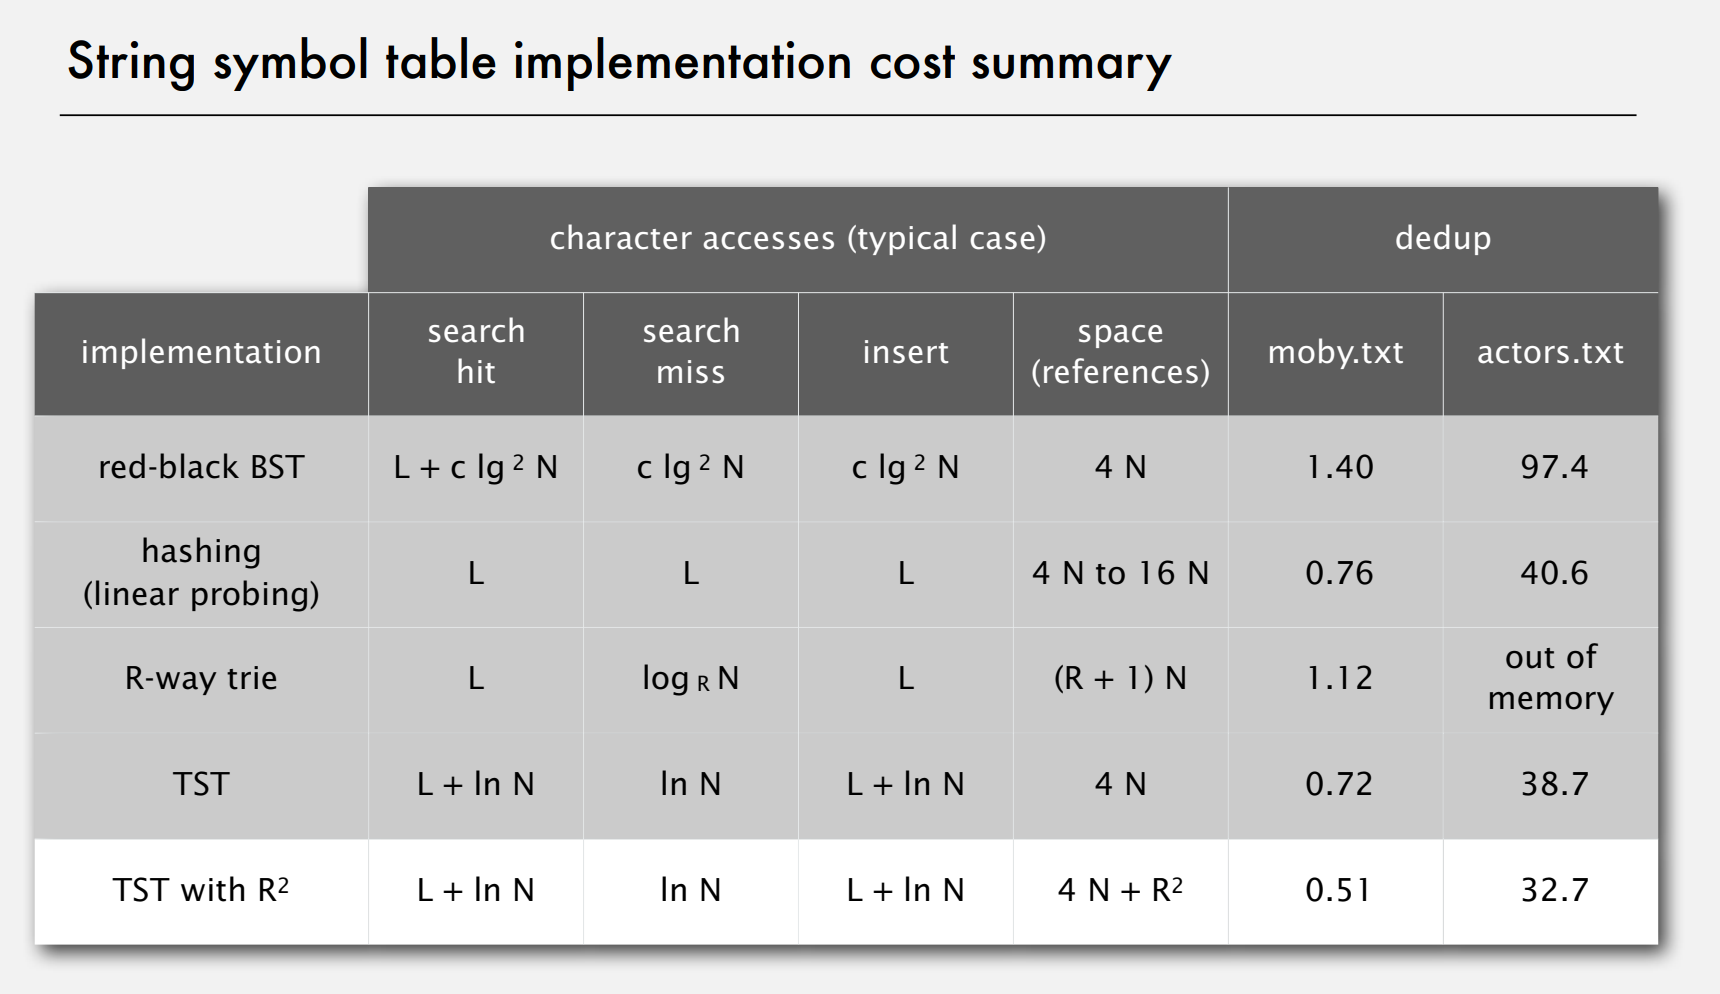 String symbol table implementation cost summary
character accesses (typical case) dedup
implementation search hit search miss insert space (references) moby.txt actors.txt
red-black BST L + c lg ² N c lg ² N c lg ² N 4 N 1.40 97.4
hashing (linear probing) L L L 4 N to 16 N 0.76 40.6
R-way trie L log R N L (R + 1) N 1.12 out of memory
TST L + ln N ln N L + ln N 4 N 0.72 38.7
TST with R² L + ln N ln N L + ln N 4 N + R² 0.51 32.7